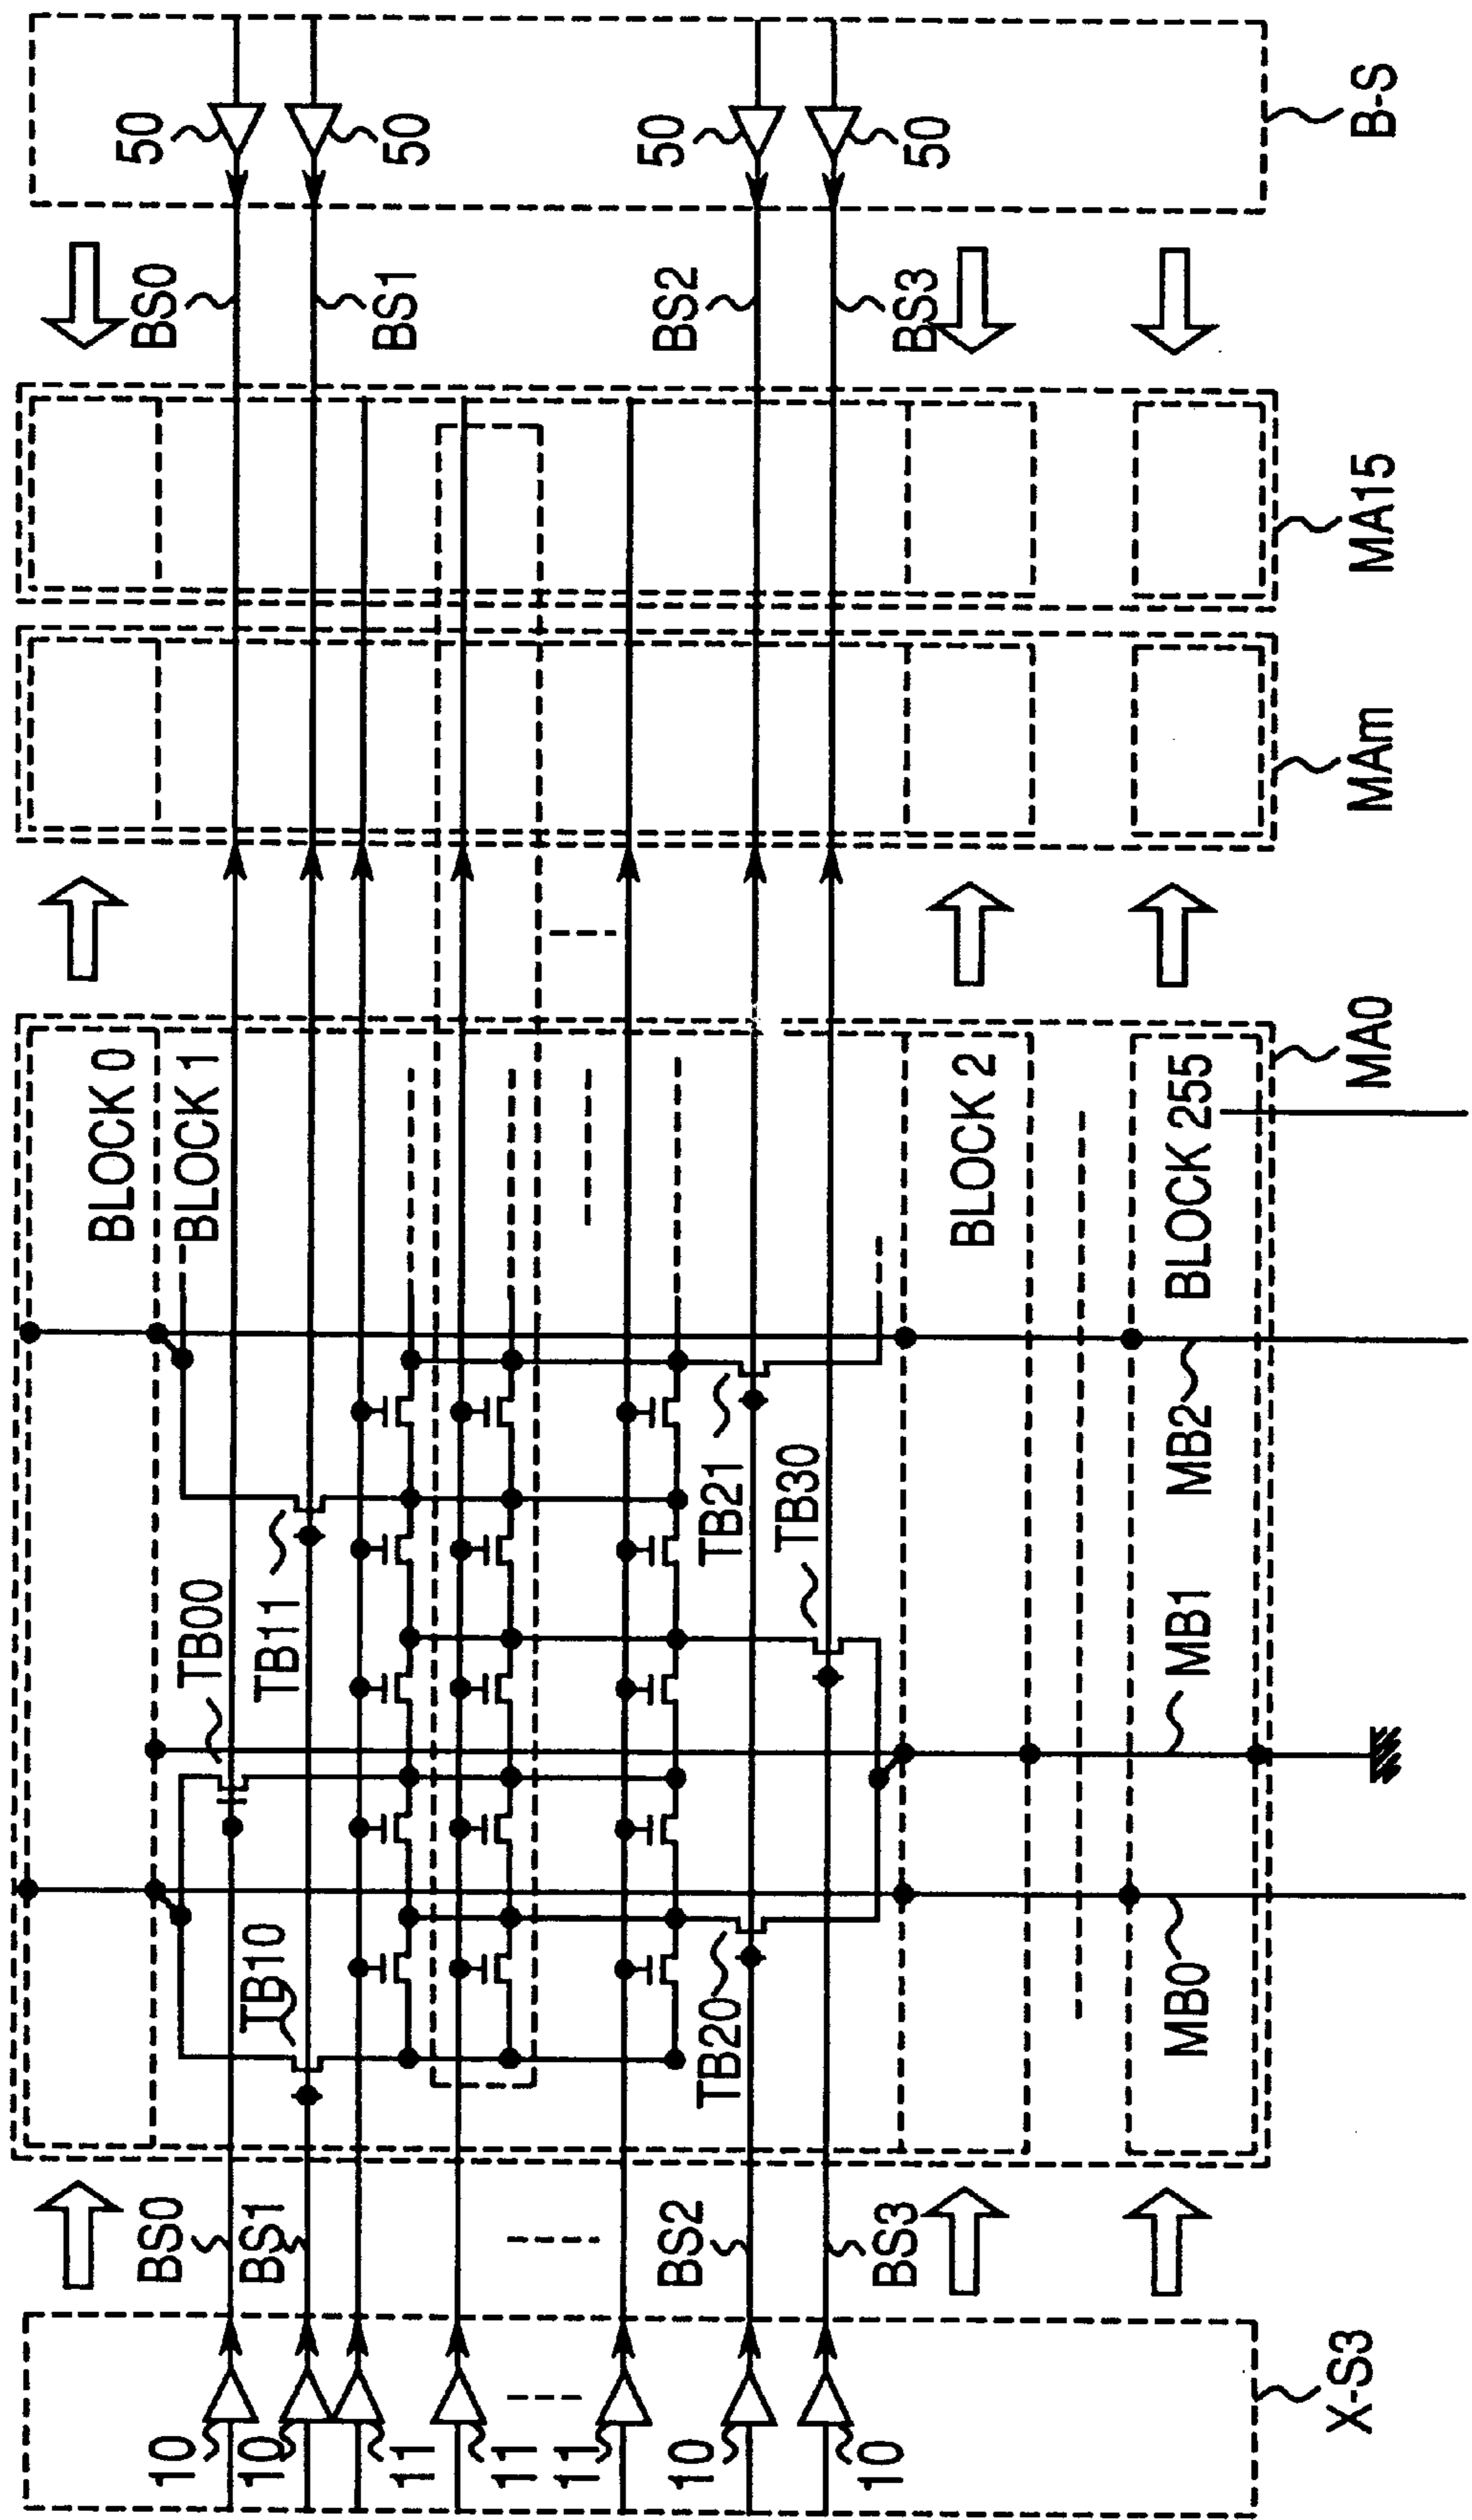 50
50
50
50
B-S
BS0
BS1
BS2
BS3
MA15
MAm
BLOCK 0
BLOCK 1
BLOCK 2
BLOCK 255
MA0
TB00
TB11
TB21
TB30
MB2
MB1
TB10
TB20
MB0
BS0
BS1
BS2
BS3
10
10
11
11
11
10
10
X-S3